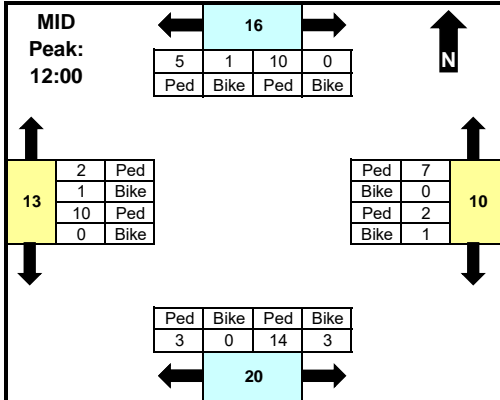 MID
Peak:
12:00
16
N
5 1 10 0
Ped Bike Ped Bike
13
2 Ped
1 Bike
10 Ped
0 Bike
Ped 7
Bike 0
Ped 2
Bike 1
10
Ped Bike Ped Bike
3 0 14 3
20